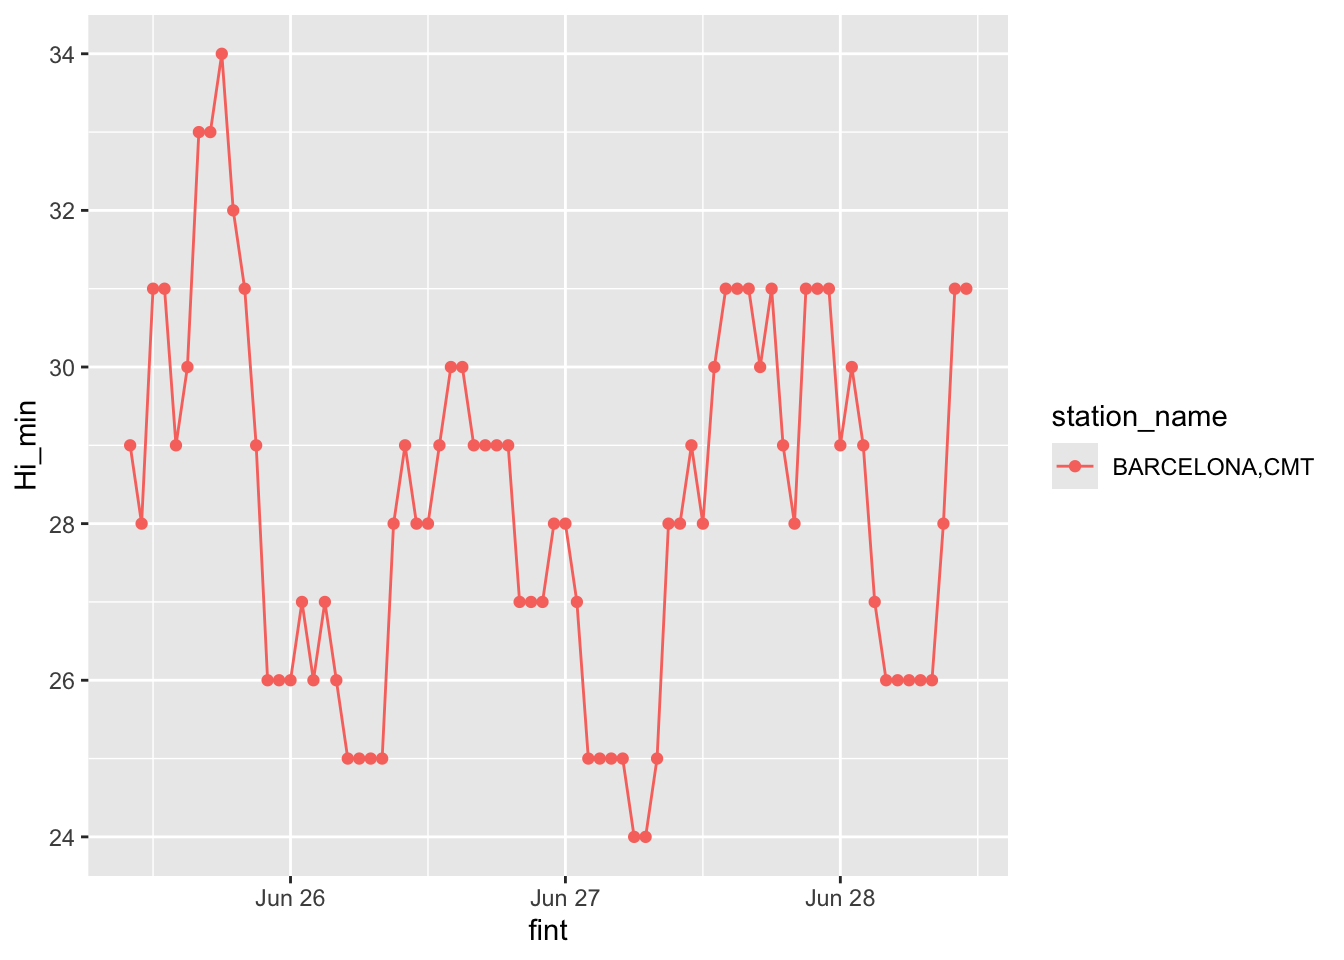 34
32
30
28
26
24
Hi_min
Jun 26
Jun 27
Jun 28
fint
station_name
BARCELONA,CMT